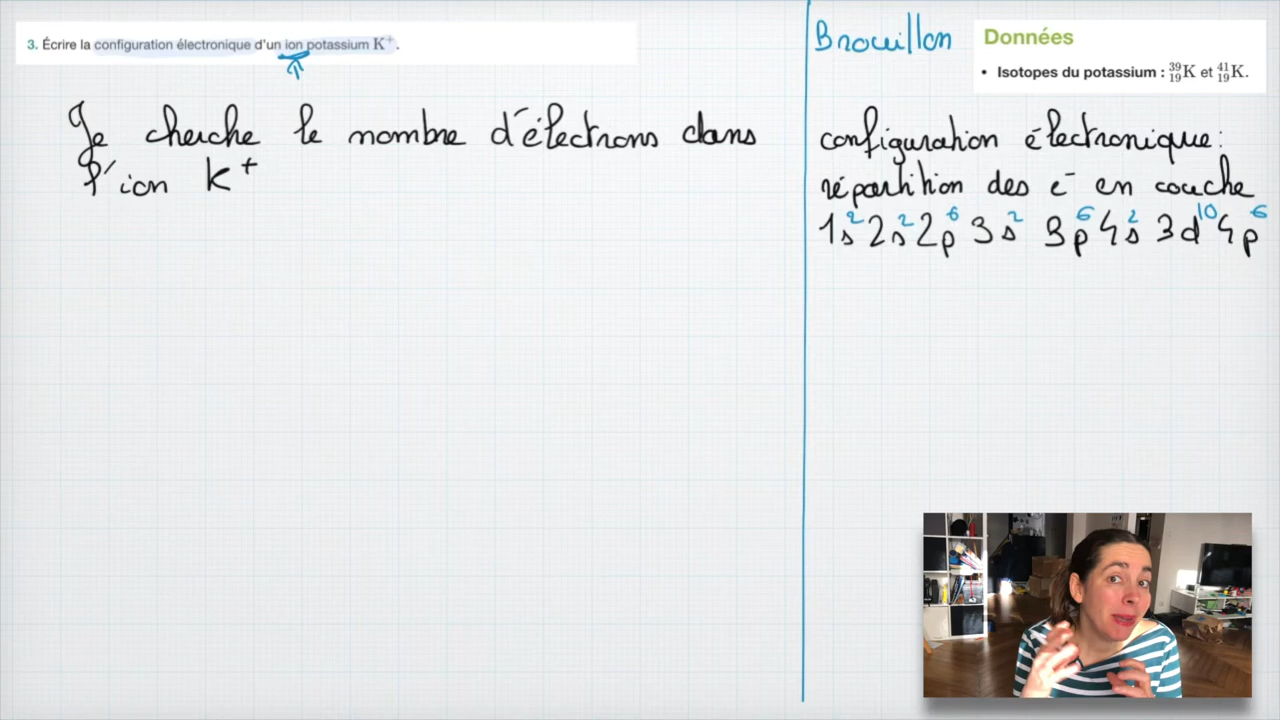 3. Écrire la configuration électronique d'un ion potassium K⁺.
Je cherche le nombre d'électrons dans
l'ion K⁺
Brouillon
Données
• Isotopes du potassium : ³⁹₁₉K et ⁴¹₁₉K.
configuration électronique :
répartition des e⁻ en couche
1s² 2s² 2p⁶ 3s² 3p⁶ 4s² 3d¹⁰ 4p⁶